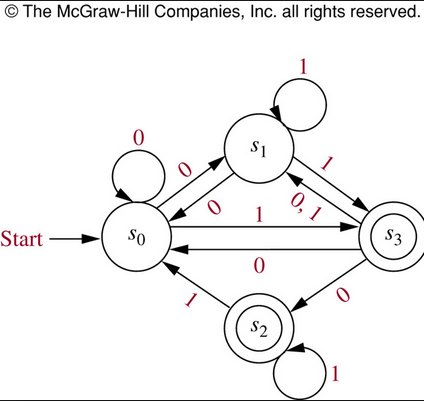 © The McGraw-Hill Companies, Inc. all rights reserved.
1
0
s1
0
1
0
0, 1
1
Start
s0
s3
0
1
0
s2
1